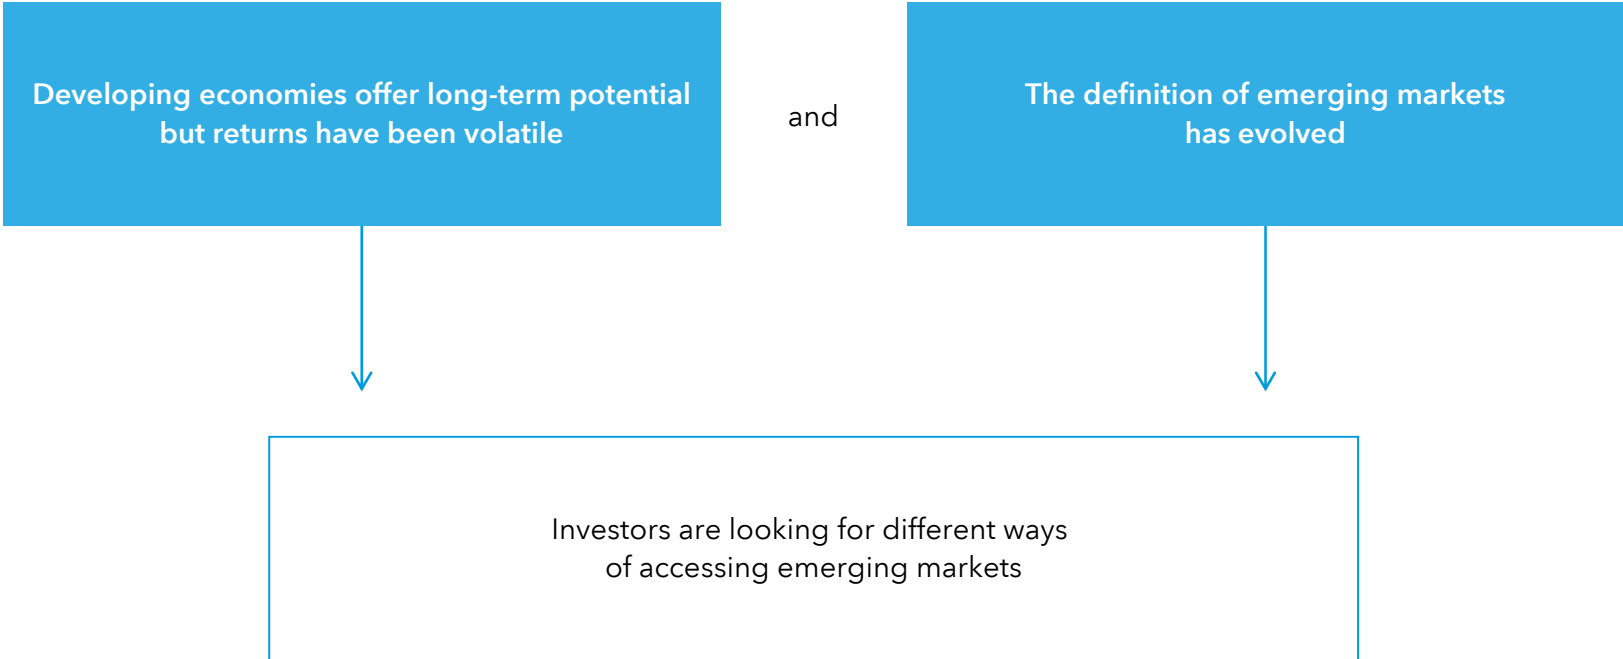 Developing economies offer long-term potential
but returns have been volatile
and
The definition of emerging markets
has evolved
Investors are looking for different ways
of accessing emerging markets